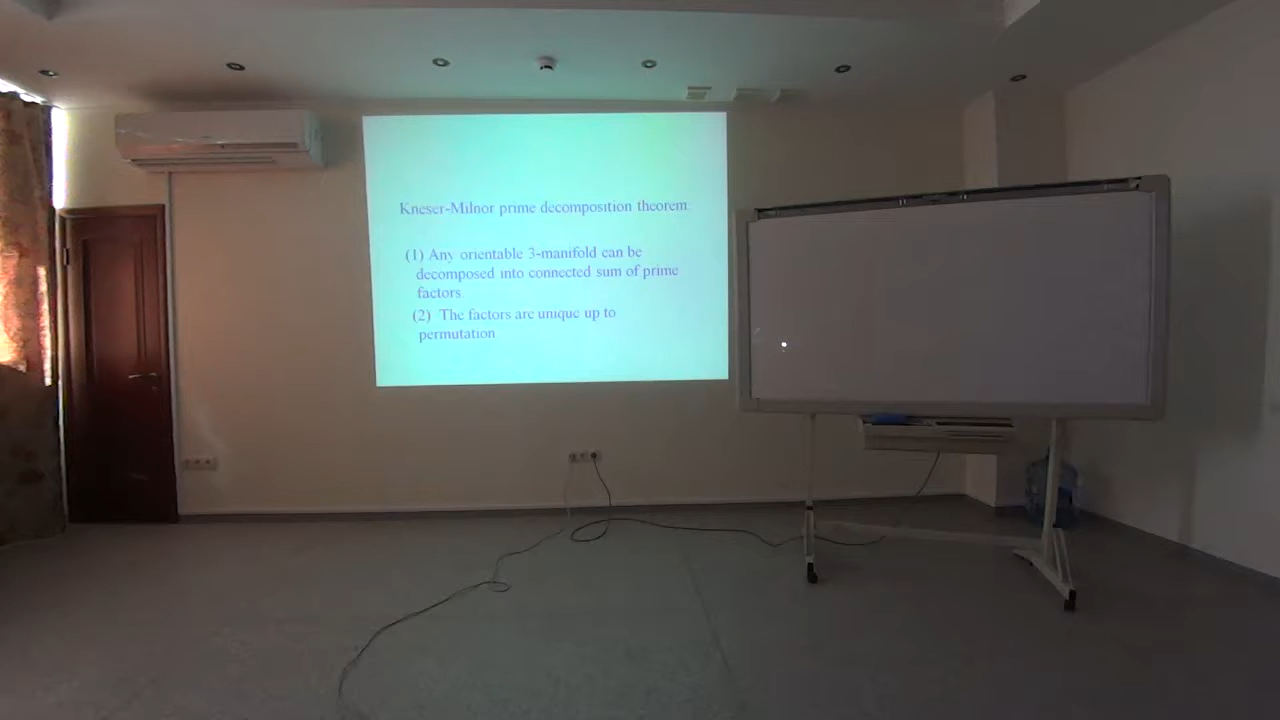 Kneser-Milnor prime decomposition theorem:
(1) Any orientable 3-manifold can be
decomposed into connected sum of prime
factors.
(2) The factors are unique up to
permutation